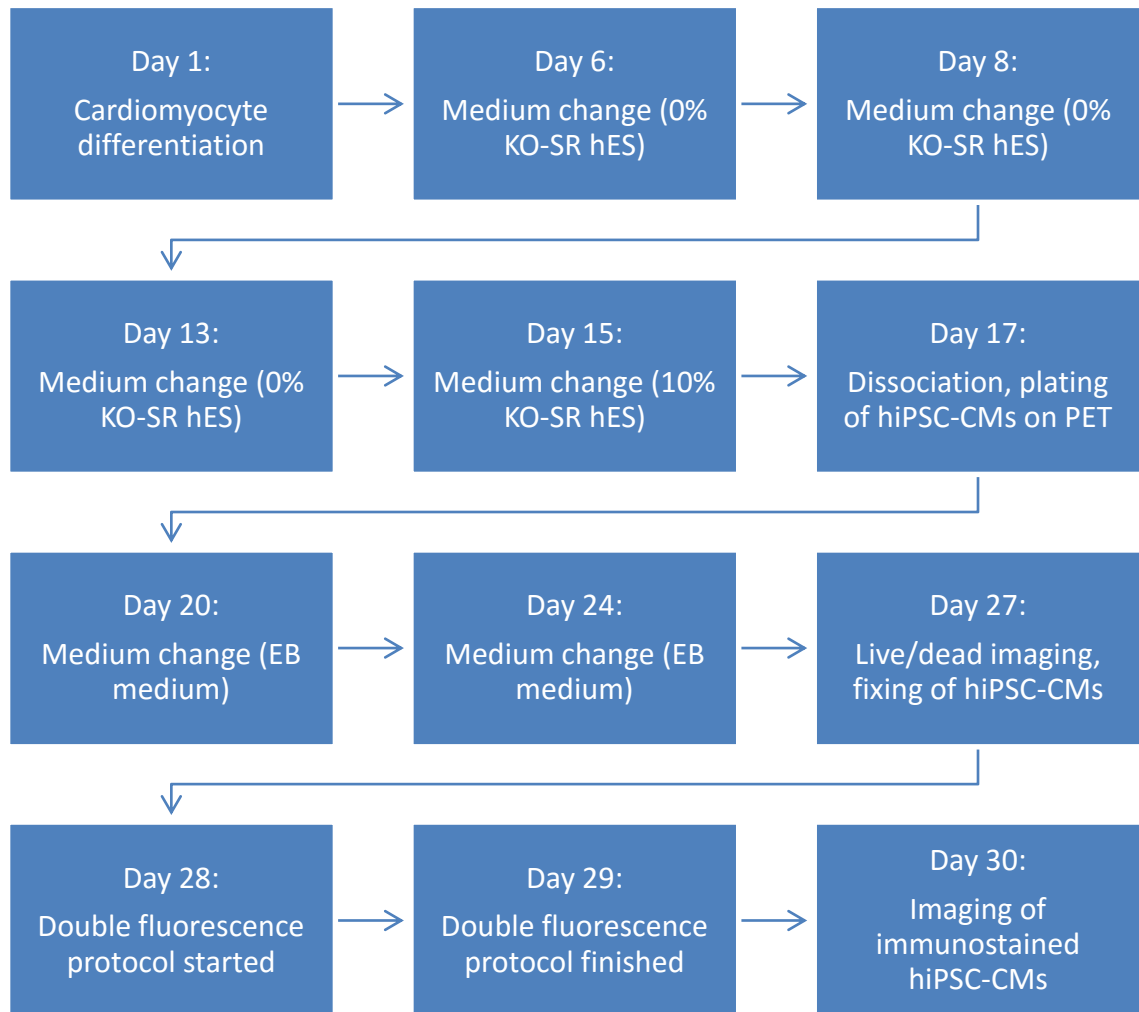 Day 1:
Cardiomyocyte
differentiation
Day 6:
Medium change (0%
KO-SR hES)
Day 8:
Medium change (0%
KO-SR hES)
Day 13:
Medium change (0%
KO-SR hES)
Day 15:
Medium change (10%
KO-SR hES)
Day 17:
Dissociation, plating
of hiPSC-CMs on PET
Day 20:
Medium change (EB
medium)
Day 24:
Medium change (EB
medium)
Day 27:
Live/dead imaging,
fixing of hiPSC-CMs
Day 28:
Double fluorescence
protocol started
Day 29:
Double fluorescence
protocol finished
Day 30:
Imaging of
immunostained
hiPSC-CMs